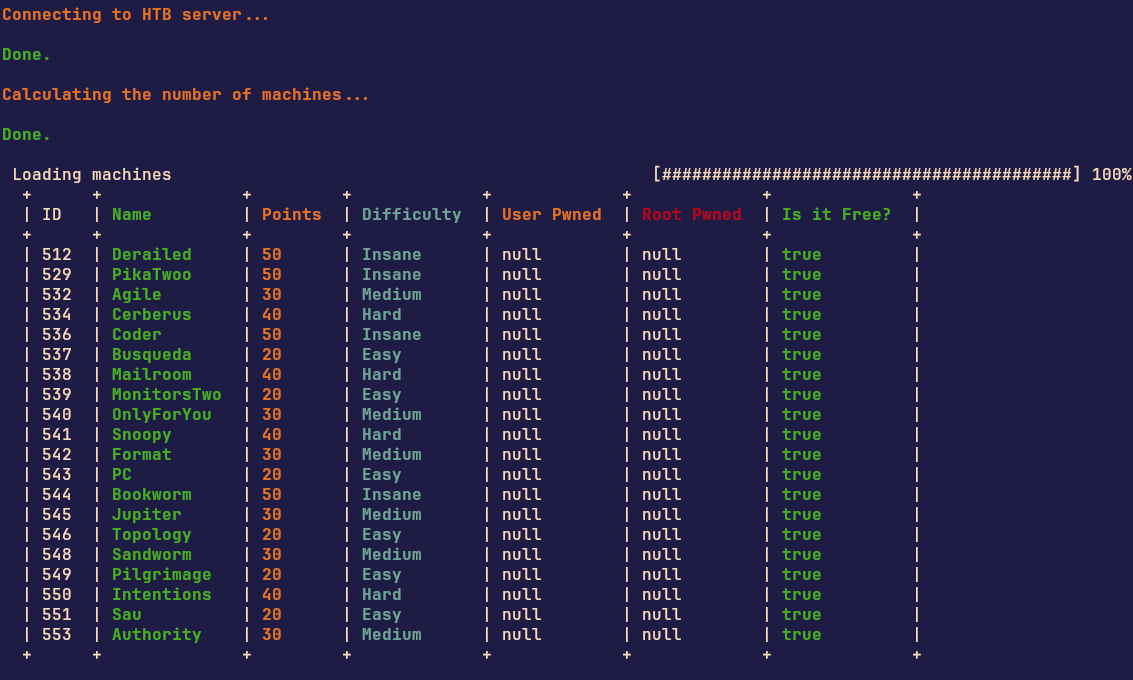 Connecting to HTB server...
Done.
Calculating the number of machines...
Done.
Loading machines [#########################################] 100%
+ + + + + + + +
| ID | Name | Points | Difficulty | User Pwned | Root Pwned | Is it Free? |
+ + + + + + + +
| 512 | Derailed | 50 | Insane | null | null | true |
| 529 | PikaTwoo | 50 | Insane | null | null | true |
| 532 | Agile | 30 | Medium | null | null | true |
| 534 | Cerberus | 40 | Hard | null | null | true |
| 536 | Coder | 50 | Insane | null | null | true |
| 537 | Busqueda | 20 | Easy | null | null | true |
| 538 | Mailroom | 40 | Hard | null | null | true |
| 539 | MonitorsTwo | 20 | Easy | null | null | true |
| 540 | OnlyForYou | 30 | Medium | null | null | true |
| 541 | Snoopy | 40 | Hard | null | null | true |
| 542 | Format | 30 | Medium | null | null | true |
| 543 | PC | 20 | Easy | null | null | true |
| 544 | Bookworm | 50 | Insane | null | null | true |
| 545 | Jupiter | 30 | Medium | null | null | true |
| 546 | Topology | 20 | Easy | null | null | true |
| 548 | Sandworm | 30 | Medium | null | null | true |
| 549 | Pilgrimage | 20 | Easy | null | null | true |
| 550 | Intentions | 40 | Hard | null | null | true |
| 551 | Sau | 20 | Easy | null | null | true |
| 553 | Authority | 30 | Medium | null | null | true |
+ + + + + + + +